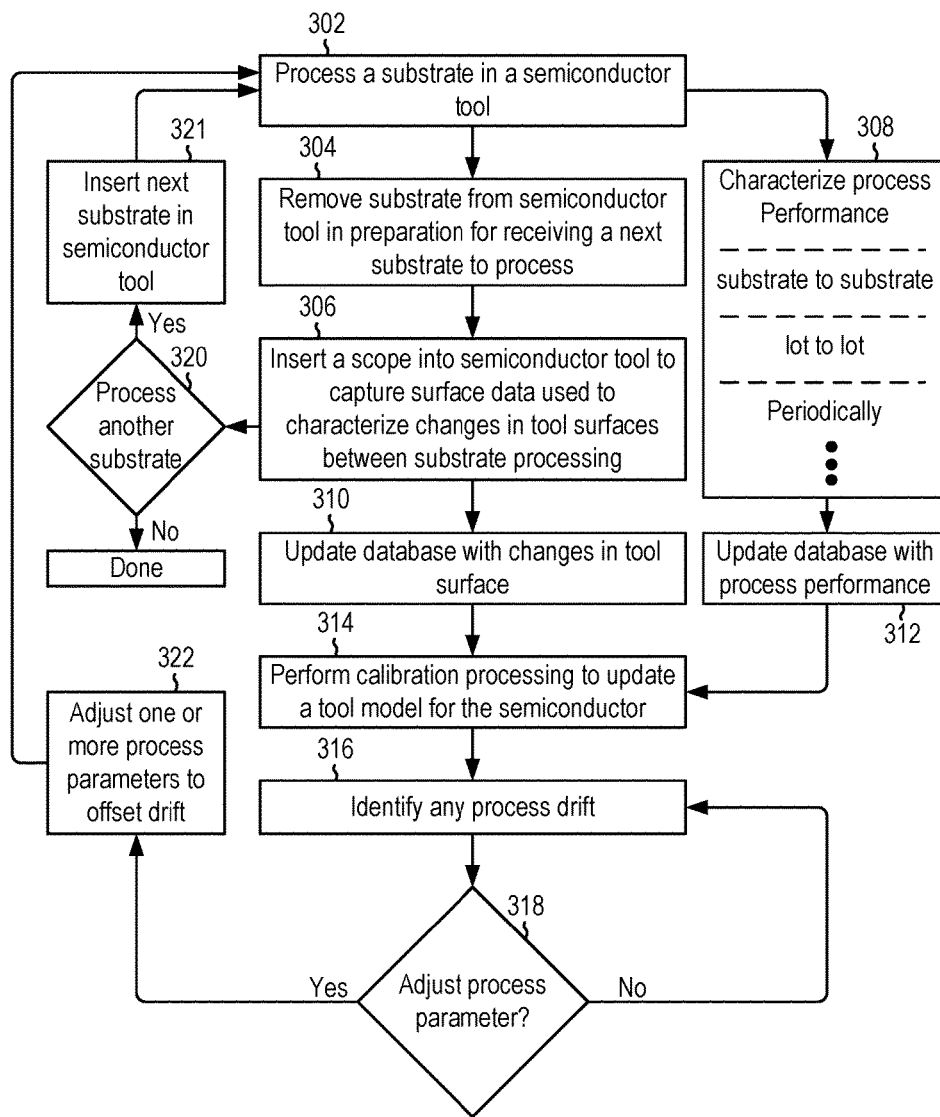 302
Process a substrate in a semiconductor
tool
321
Insert next
substrate in
semiconductor
tool
304
Remove substrate from semiconductor
tool in preparation for receiving a next
substrate to process
308
Characterize process
Performance
substrate to substrate
lot to lot
Periodically
Yes
320
Process
another
substrate
No
Done
306
Insert a scope into semiconductor tool to
capture surface data used to
characterize changes in tool surfaces
between substrate processing
310
Update database with changes in tool
surface
Update database with
process performance
312
314
Perform calibration processing to update
a tool model for the semiconductor
322
Adjust one or
more process
parameters to
offset drift
316
Identify any process drift
318
Yes
Adjust process
parameter?
No